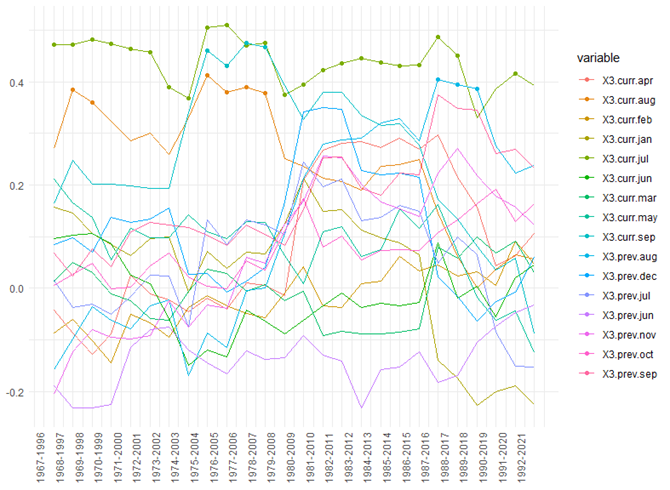 variable
X3.curr.apr
X3.curr.aug
X3.curr.feb
X3.curr.jan
X3.curr.jul
X3.curr.jun
X3.curr.mar
X3.curr.may
X3.curr.sep
X3.prev.aug
X3.prev.dec
X3.prev.jul
X3.prev.jun
X3.prev.nov
X3.prev.oct
X3.prev.sep
0.4
0.2
0.0
-0.2
1967-1996
1968-1997
1969-1998
1970-1999
1971-2000
1972-2001
1973-2002
1974-2003
1975-2004
1976-2005
1977-2006
1978-2007
1979-2008
1980-2009
1981-2010
1982-2011
1983-2012
1984-2013
1985-2014
1986-2015
1987-2016
1988-2017
1989-2018
1990-2019
1991-2020
1992-2021